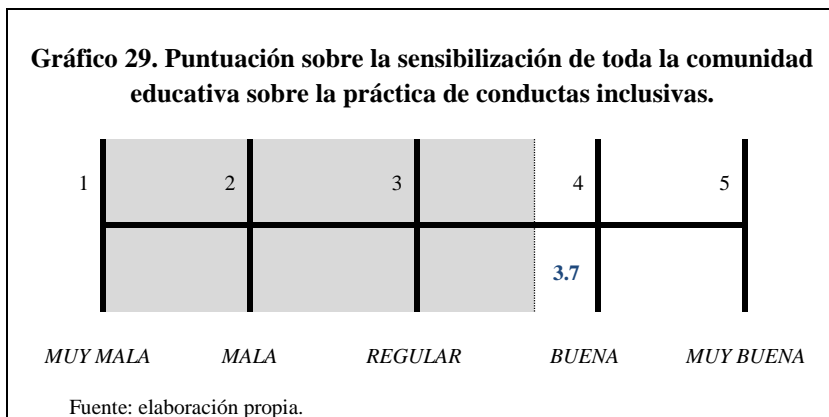 Gráfico 29. Puntuación sobre la sensibilización de toda la comunidad
educativa sobre la práctica de conductas inclusivas.
1 2 3 4 5
3.7
MUY MALA MALA REGULAR BUENA MUY BUENA
Fuente: elaboración propia.